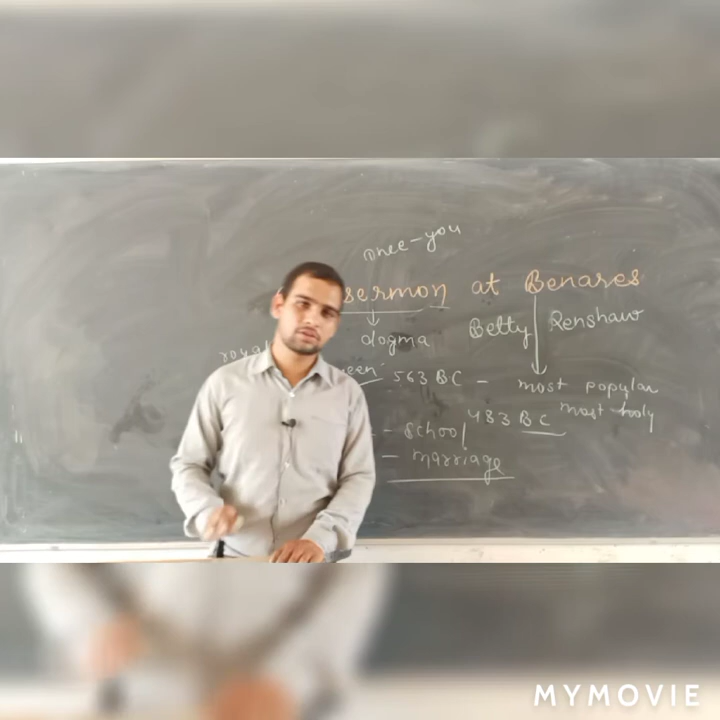 once-you
sermon at Benares
dogma Betty Renshaw
royal
563 BC - most popular
483 BC most holy
- school
- marriage
MYMOVIE